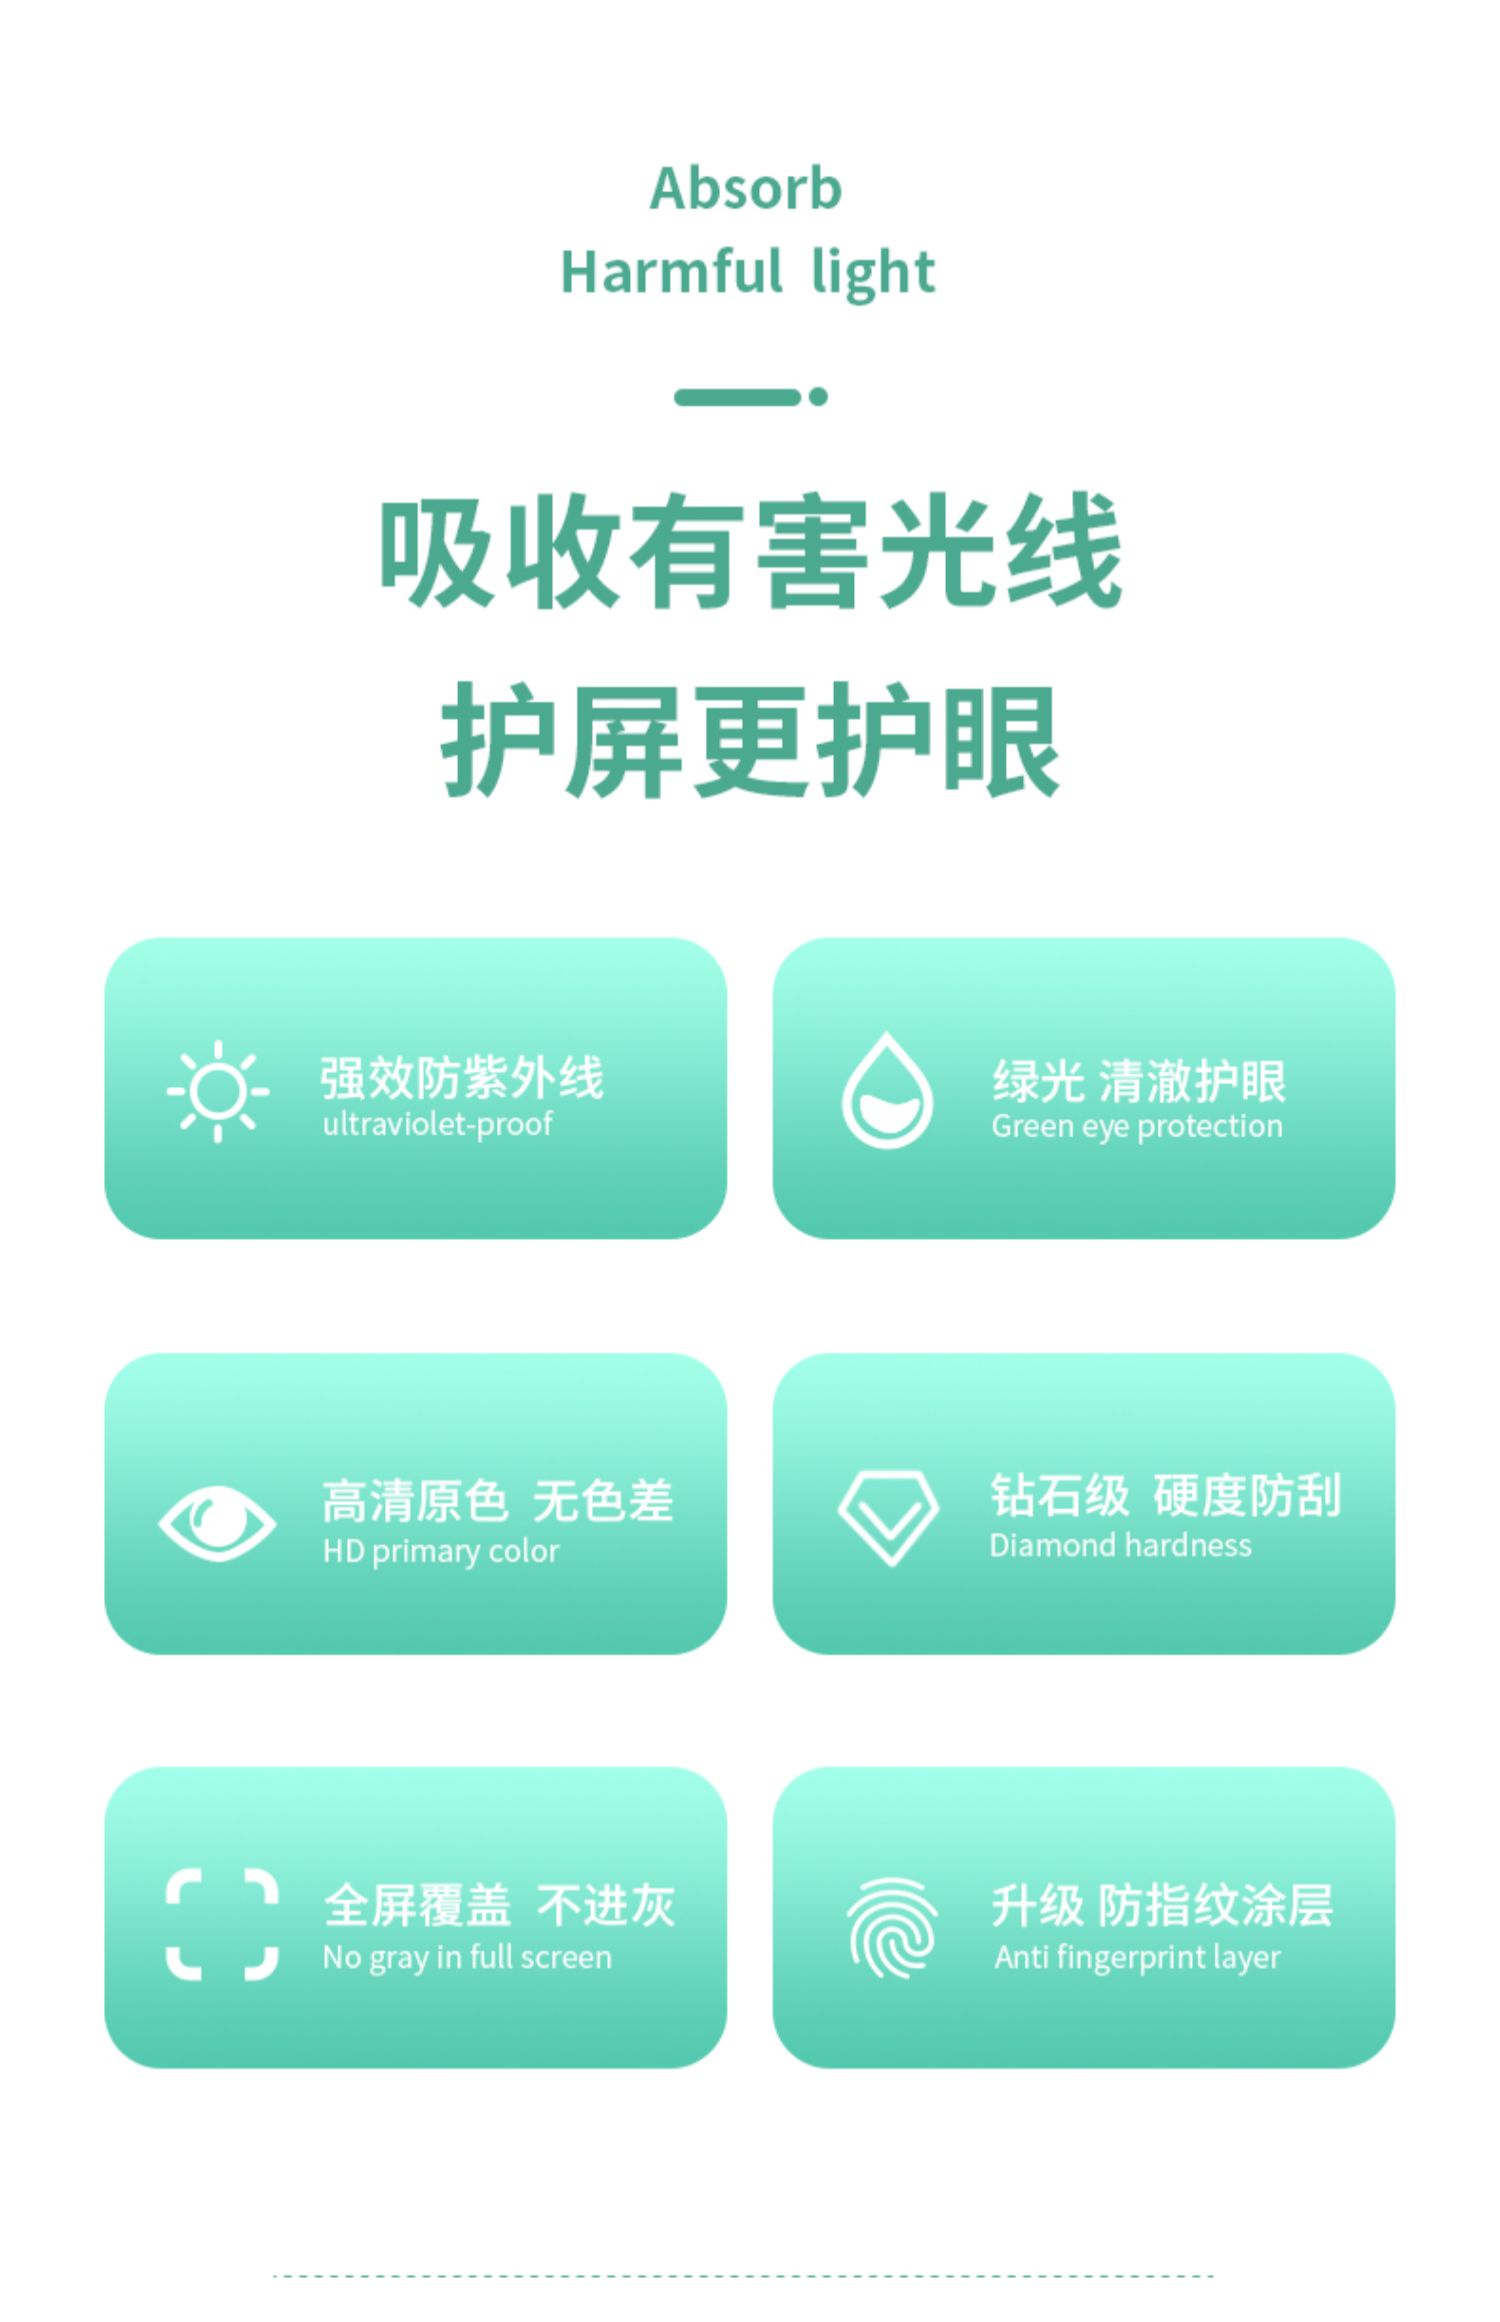 Absorb
Harmful light
吸收有害光线
护屏更护眼
强效防紫外线
ultraviolet-proof
绿光 清澈护眼
Green eye protection
高清原色 无色差
HD primary color
钻石级 硬度防刮
Diamond hardness
全屏覆盖 不进灰
No gray in full screen
升级 防指纹涂层
Anti fingerprint layer